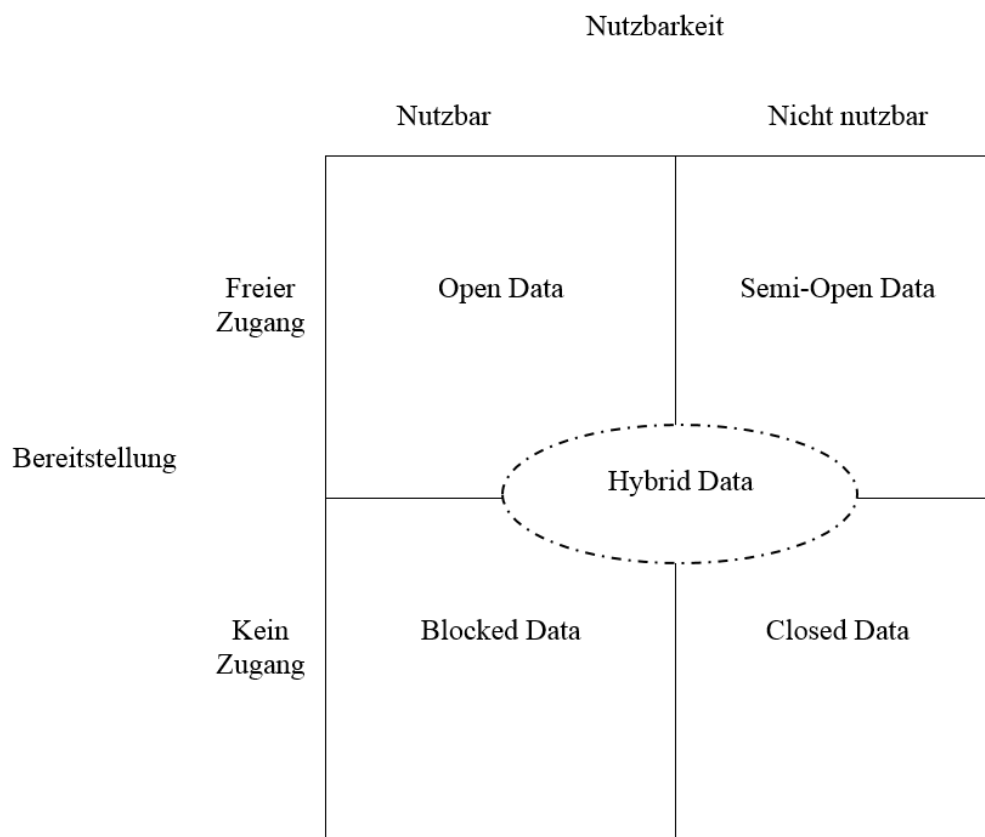 Nutzbarkeit
Nutzbar
Nicht nutzbar
Freier
Zugang
Open Data
Semi-Open Data
Bereitstellung
Hybrid Data
Kein
Zugang
Blocked Data
Closed Data